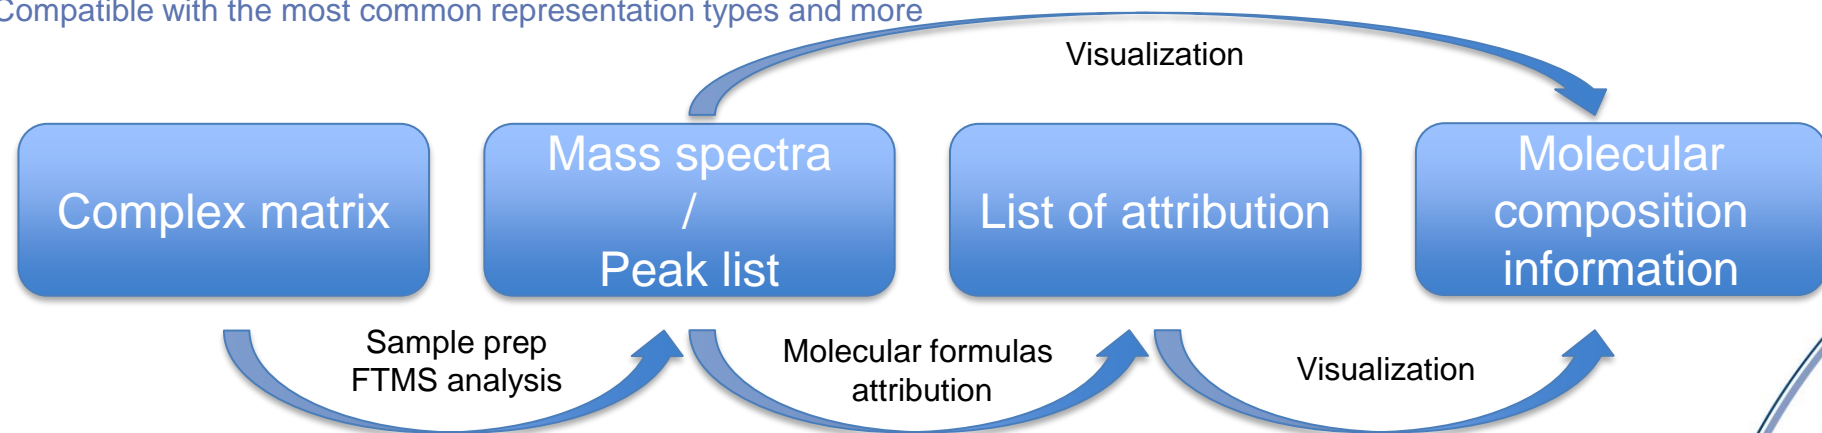 Compatible with the most common representation types and more
Visualization
Complex matrix
Mass spectra
/
Peak list
List of attribution
Molecular
composition
information
Sample prep
FTMS analysis
Molecular formulas
attribution
Visualization